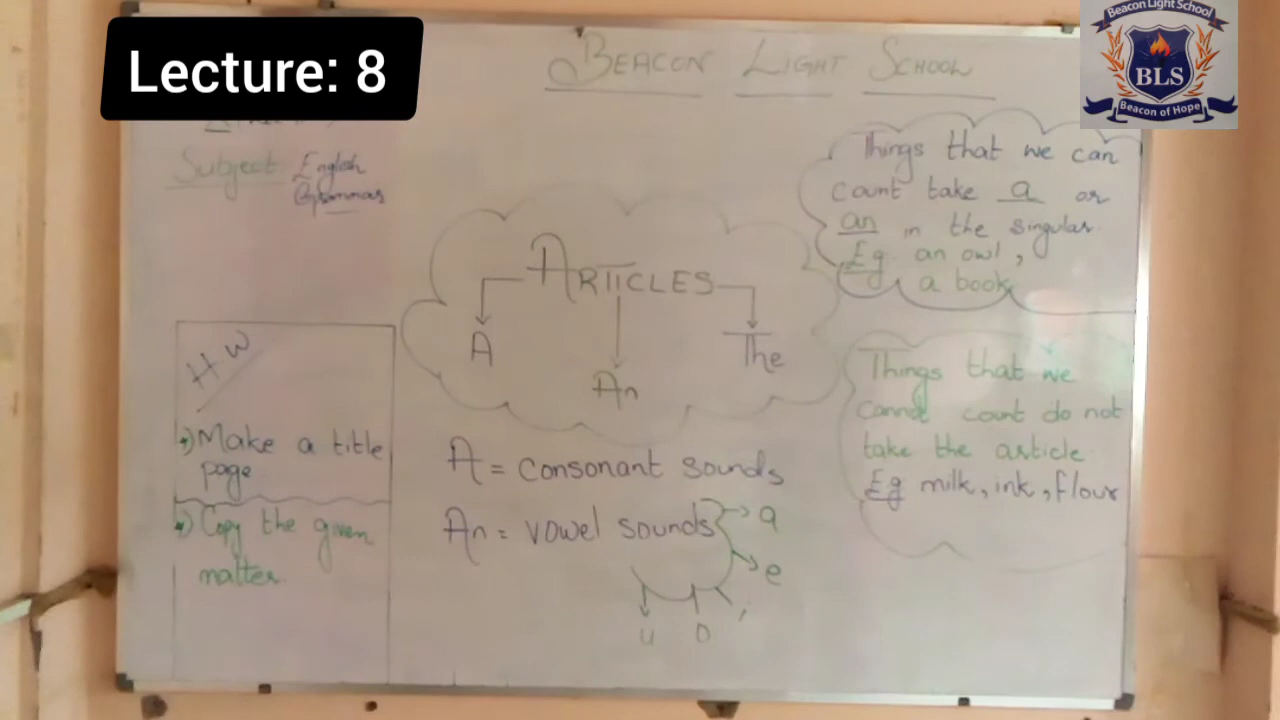 Lecture: 8
BEACON LIGHT SCHOOL
Beacon Light School
BLS
Beacon of Hope
Subject: English
Grammar
Things that we can
count take a or
an in the singular.
Eg. an owl,
a book
ARTICLES
A
An
The
HW
Make a title
page
Copy the given
matter.
A = consonant sounds
An = vowel sounds
a
e
i
o
u
Things that we
cannot count do not
take the article.
Eg milk, ink, flour